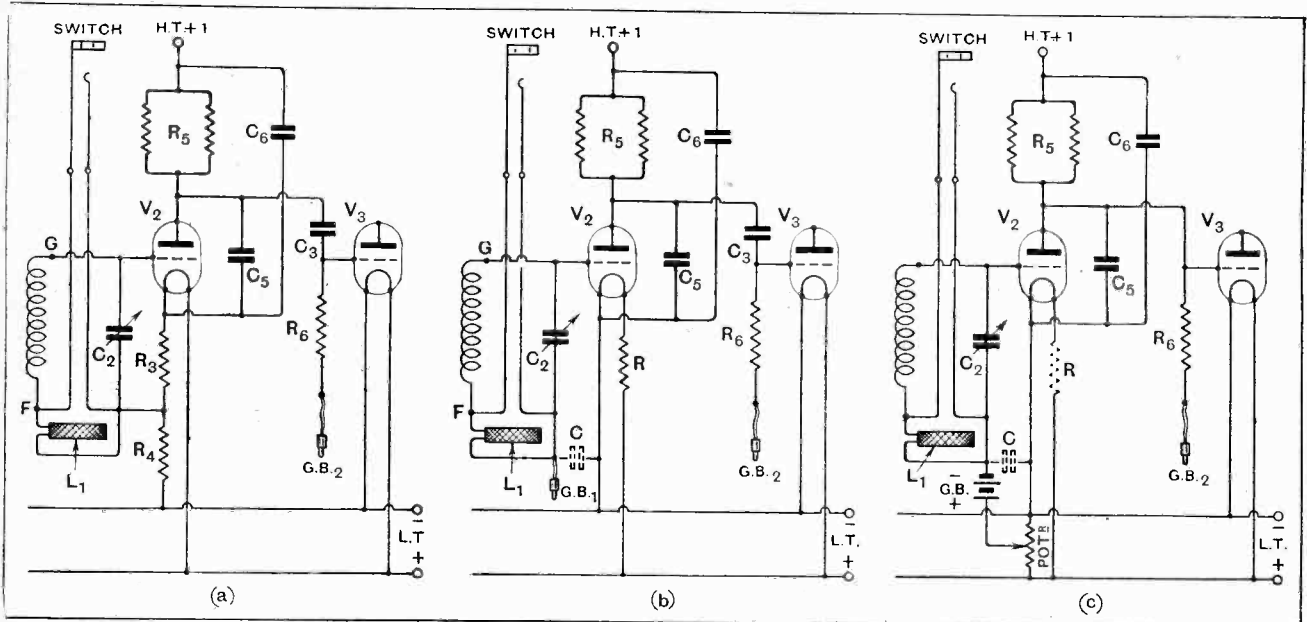 SWITCH
H.T.+1
R5
C6
V2
V3
G
C3
C5
R6
C2
R3
F
R4
L1
G.B.2
–
L.T
+
(a)
SWITCH
H.T.+1
R5
C6
V2
V3
G
C3
C5
R6
C2
R
F
C
L1
G.B.1
G.B.2
–
L.T.
+
(b)
SWITCH
H.T.+1
R5
C6
V2
V3
C5
R6
C2
R
C
L1
–
G.B.
+
G.B.2
POTR
–
L.T.
+
(c)